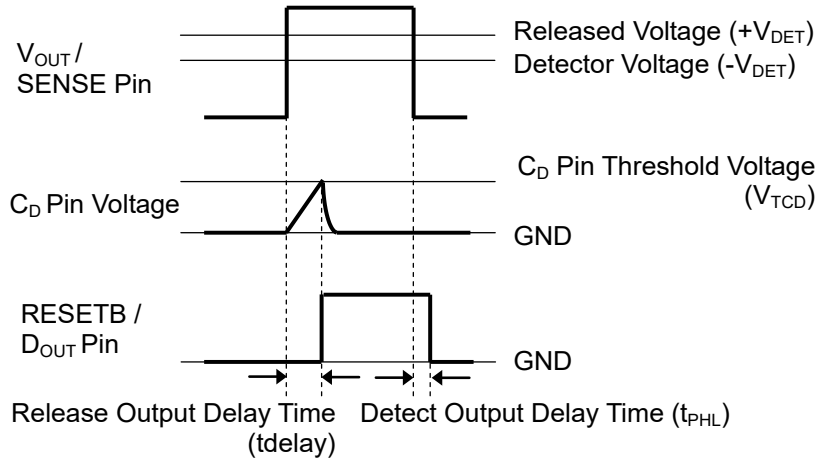 Released Voltage (+VDET)
VOUT /
SENSE Pin
Detector Voltage (-VDET)
CD Pin Threshold Voltage
(VTCD)
CD Pin Voltage
GND
RESETB /
DOUT Pin
GND
Release Output Delay Time
(tdelay)
Detect Output Delay Time (tPHL)